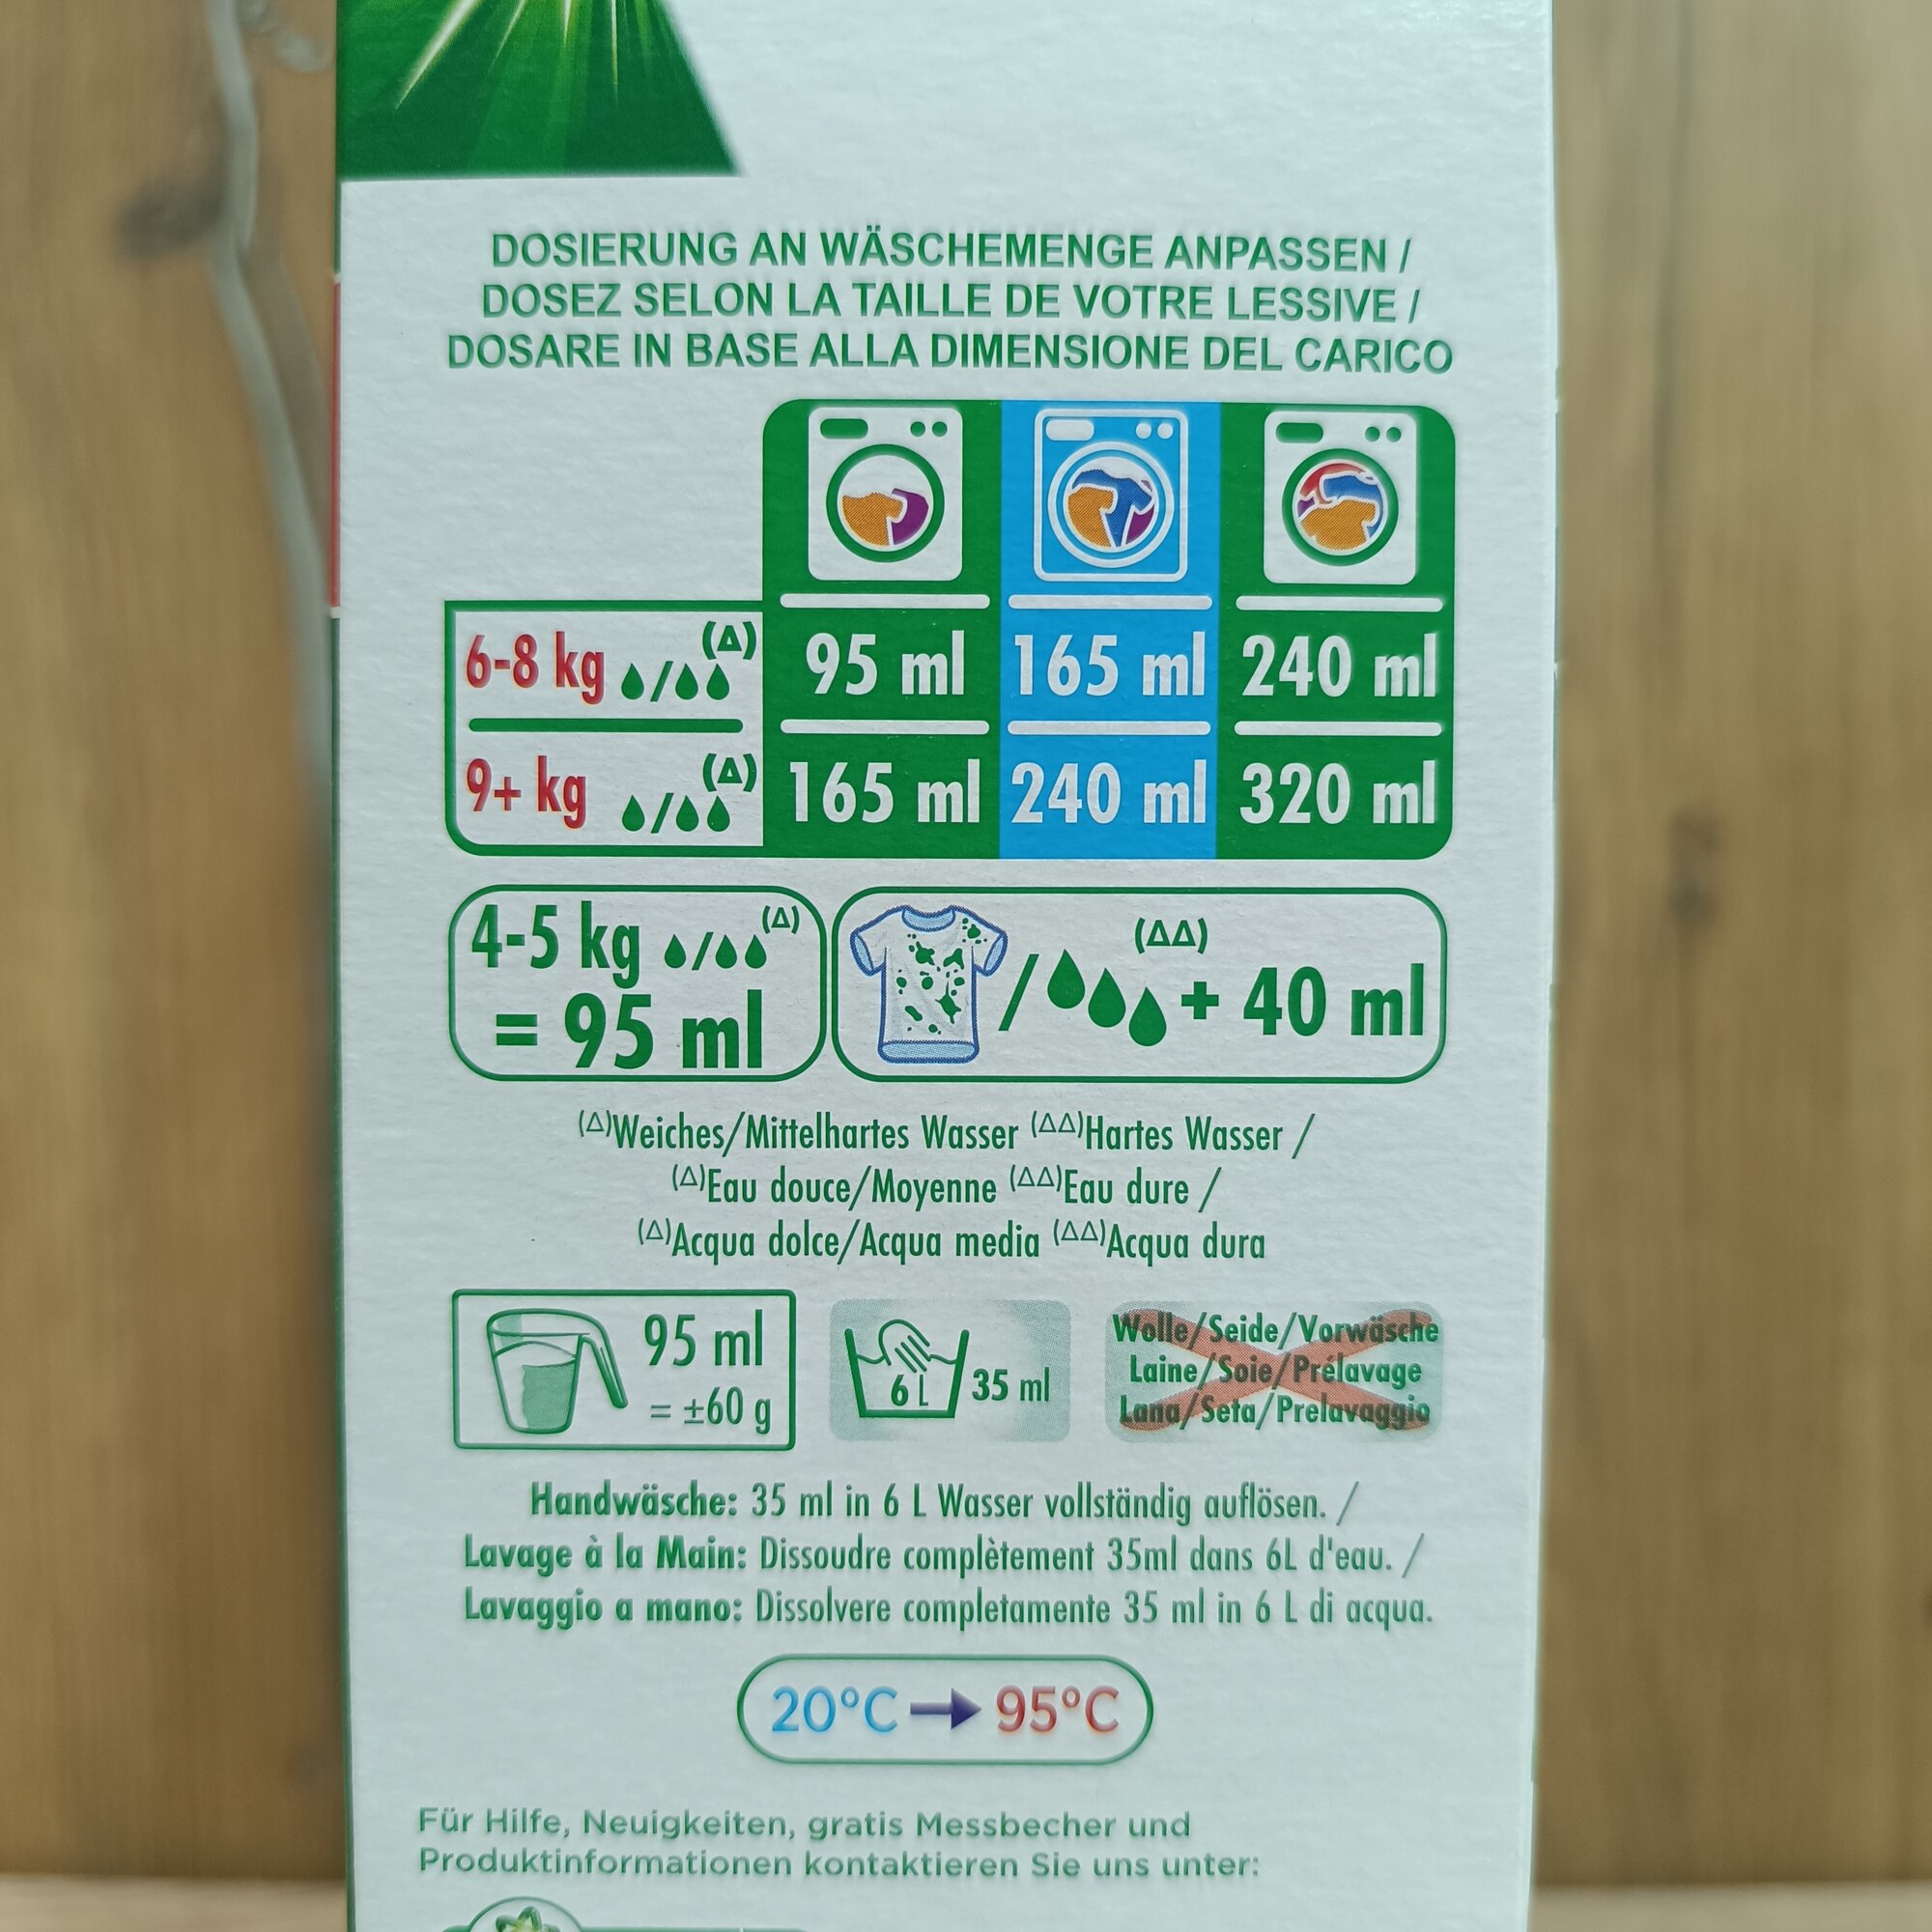 DOSIERUNG AN WÄSCHEMENGE ANPASSEN /
DOSEZ SELON LA TAILLE DE VOTRE LESSIVE /
DOSARE IN BASE ALLA DIMENSIONE DEL CARICO
6-8 kg (Δ) 95 ml 165 ml 240 ml
9+ kg (Δ) 165 ml 240 ml 320 ml
4-5 kg (Δ)
= 95 ml
/ (ΔΔ) + 40 ml
(Δ)Weiches/Mittelhartes Wasser (ΔΔ)Hartes Wasser /
(Δ)Eau douce/Moyenne (ΔΔ)Eau dure /
(Δ)Acqua dolce/Acqua media (ΔΔ)Acqua dura
95 ml
= ±60 g
6 L 35 ml
Wolle/Seide/Vorwäsche
Laine/Soie/Prélavage
Lana/Seta/Prelavaggio
Handwäsche: 35 ml in 6 L Wasser vollständig auflösen. /
Lavage à la Main: Dissoudre complètement 35ml dans 6L d'eau. /
Lavaggio a mano: Dissolvere completamente 35 ml in 6 L di acqua.
20°C → 95°C
Für Hilfe, Neuigkeiten, gratis Messbecher und
Produktinformationen kontaktieren Sie uns unter: